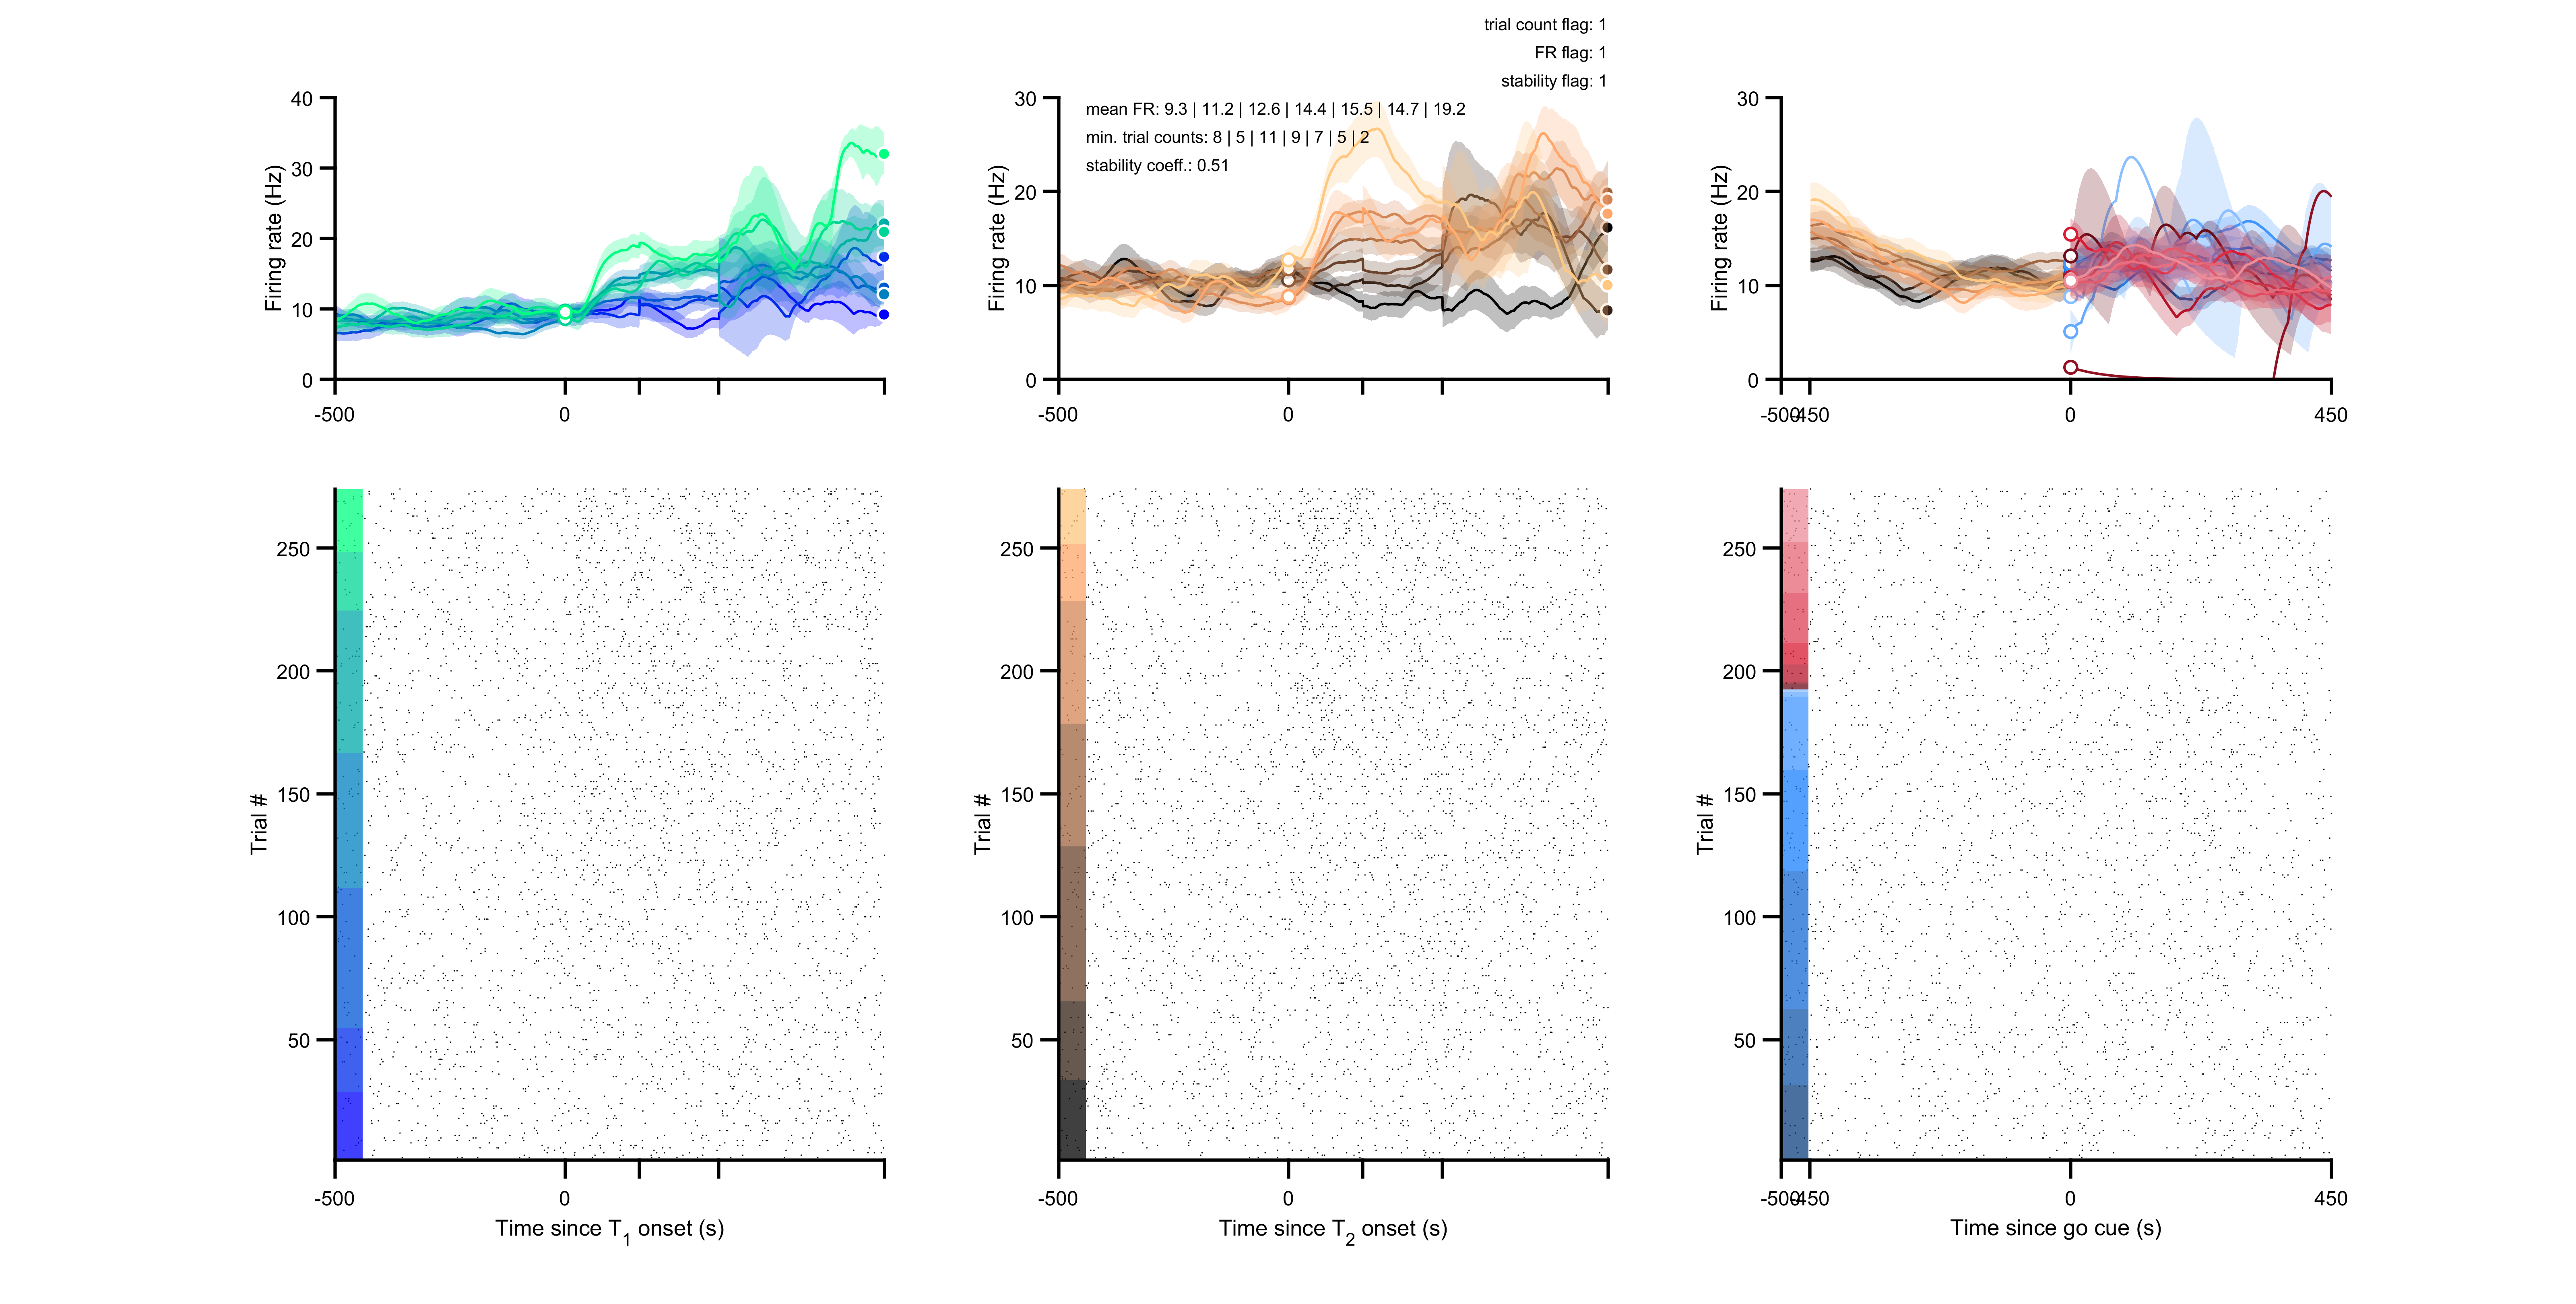 trial count flag: 1
FR flag: 1
stability flag: 1
mean FR: 9.3 | 11.2 | 12.6 | 14.4 | 15.5 | 14.7 | 19.2
min. trial counts: 8 | 5 | 11 | 9 | 7 | 5 | 2
stability coeff.: 0.51
Firing rate (Hz)
40
30
20
10
0
-500
0
Firing rate (Hz)
30
20
10
0
-500
0
Firing rate (Hz)
30
20
10
0
-500
-450
0
450
Trial #
250
200
150
100
50
-500
0
Time since T1 onset (s)
Trial #
250
200
150
100
50
-500
0
Time since T2 onset (s)
Trial #
250
200
150
100
50
-500
-450
0
450
Time since go cue (s)